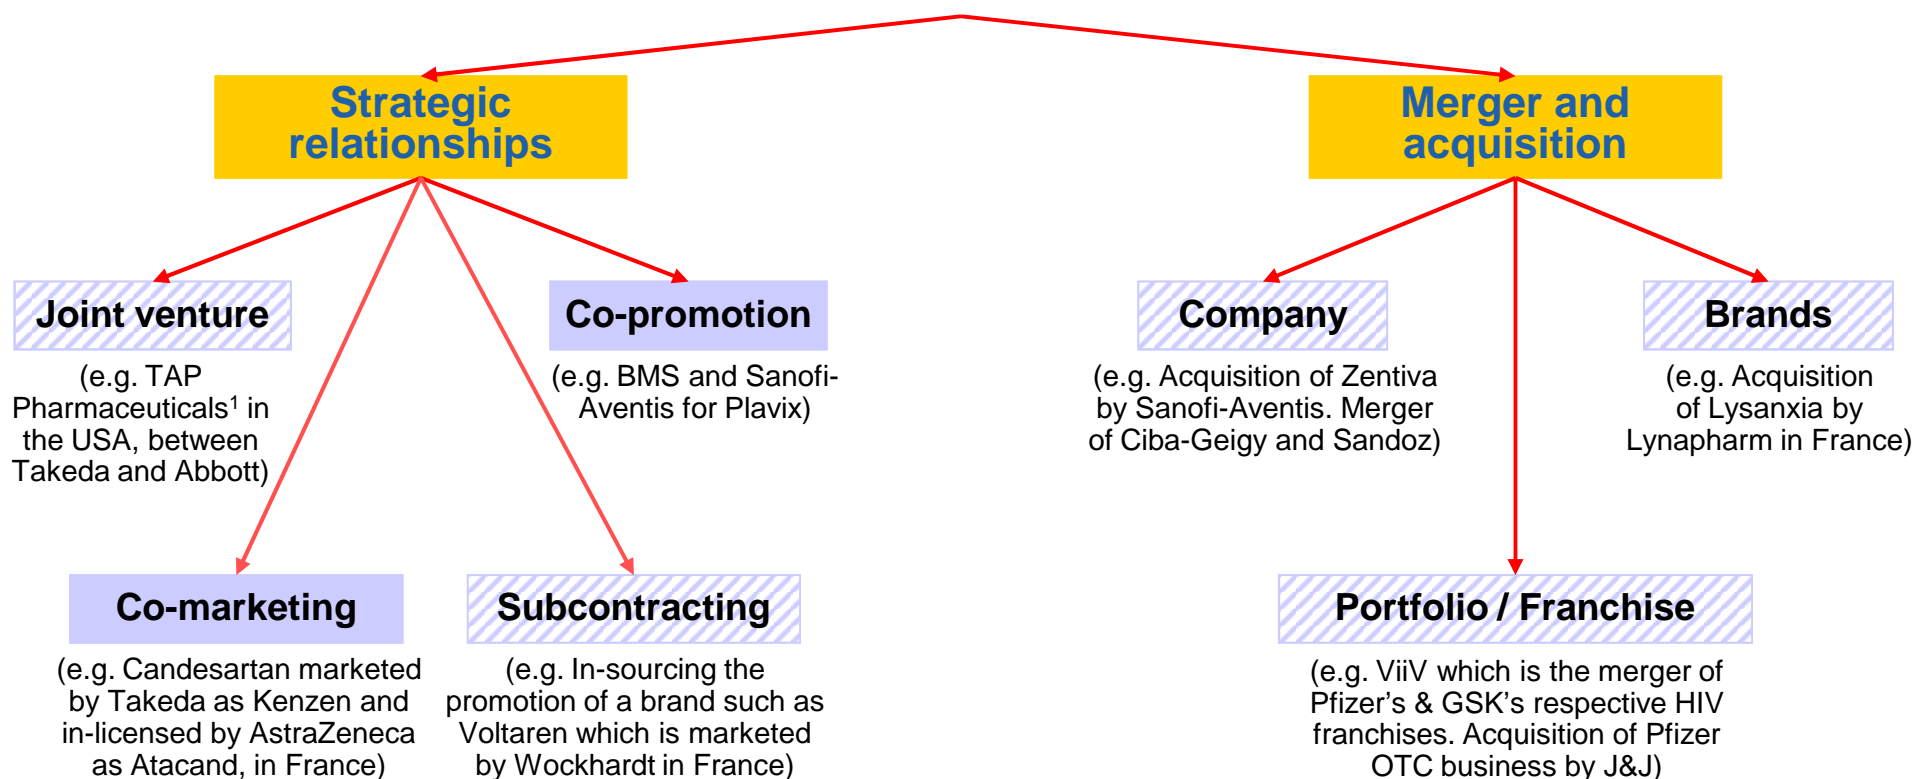 Strategic
relationships
Merger and
acquisition
Joint venture
(e.g. TAP
Pharmaceuticals¹ in
the USA, between
Takeda and Abbott)
Co-promotion
(e.g. BMS and Sanofi-
Aventis for Plavix)
Company
(e.g. Acquisition of Zentiva
by Sanofi-Aventis. Merger
of Ciba-Geigy and Sandoz)
Brands
(e.g. Acquisition
of Lysanxia by
Lynapharm in France)
Co-marketing
(e.g. Candesartan marketed
by Takeda as Kenzen and
in-licensed by AstraZeneca
as Atacand, in France)
Subcontracting
(e.g. In-sourcing the
promotion of a brand such as
Voltaren which is marketed
by Wockhardt in France)
Portfolio / Franchise
(e.g. ViiV which is the merger of
Pfizer’s & GSK’s respective HIV
franchises. Acquisition of Pfizer
OTC business by J&J)